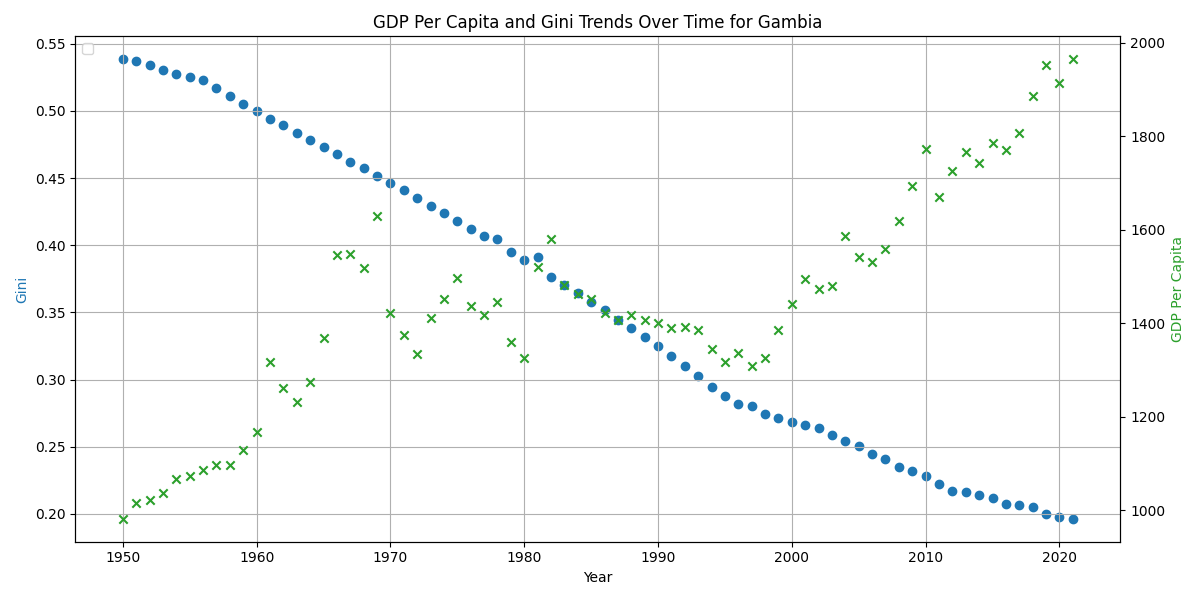 GDP Per Capita and Gini Trends Over Time for Gambia
0.55
0.50
0.45
0.40
0.35
0.30
0.25
0.20
Gini
2000
1800
1600
1400
1200
1000
GDP Per Capita
1950 1960 1970 1980 1990 2000 2010 2020
Year